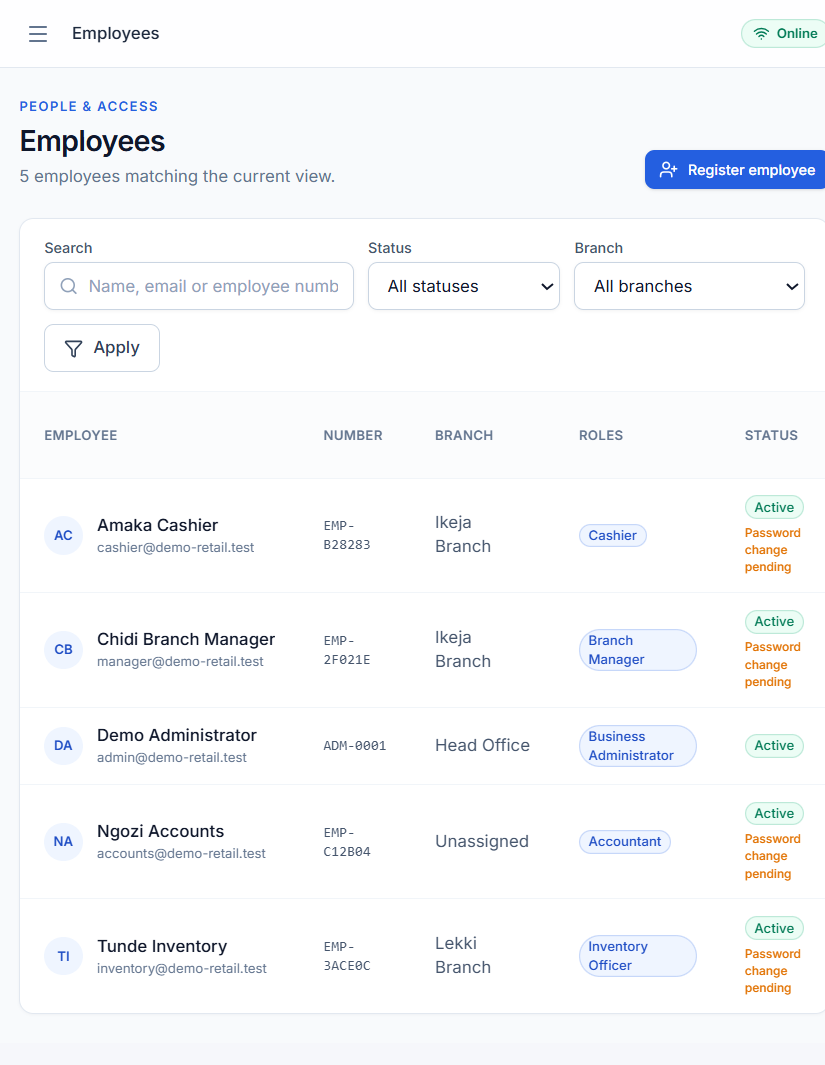 Employees
Online
PEOPLE & ACCESS
Employees
5 employees matching the current view.
Register employee
Search
Status
Branch
Name, email or employee numb
All statuses
All branches
Apply
EMPLOYEE NUMBER BRANCH ROLES STATUS
AC
Amaka Cashier
cashier@demo-retail.test
EMP-
B28283
Ikeja
Branch
Cashier
Active
Password
change
pending
CB
Chidi Branch Manager
manager@demo-retail.test
EMP-
2F021E
Ikeja
Branch
Branch
Manager
Active
Password
change
pending
DA
Demo Administrator
admin@demo-retail.test
ADM-0001
Head Office
Business
Administrator
Active
NA
Ngozi Accounts
accounts@demo-retail.test
EMP-
C12B04
Unassigned
Accountant
Active
Password
change
pending
TI
Tunde Inventory
inventory@demo-retail.test
EMP-
3ACE0C
Lekki
Branch
Inventory
Officer
Active
Password
change
pending